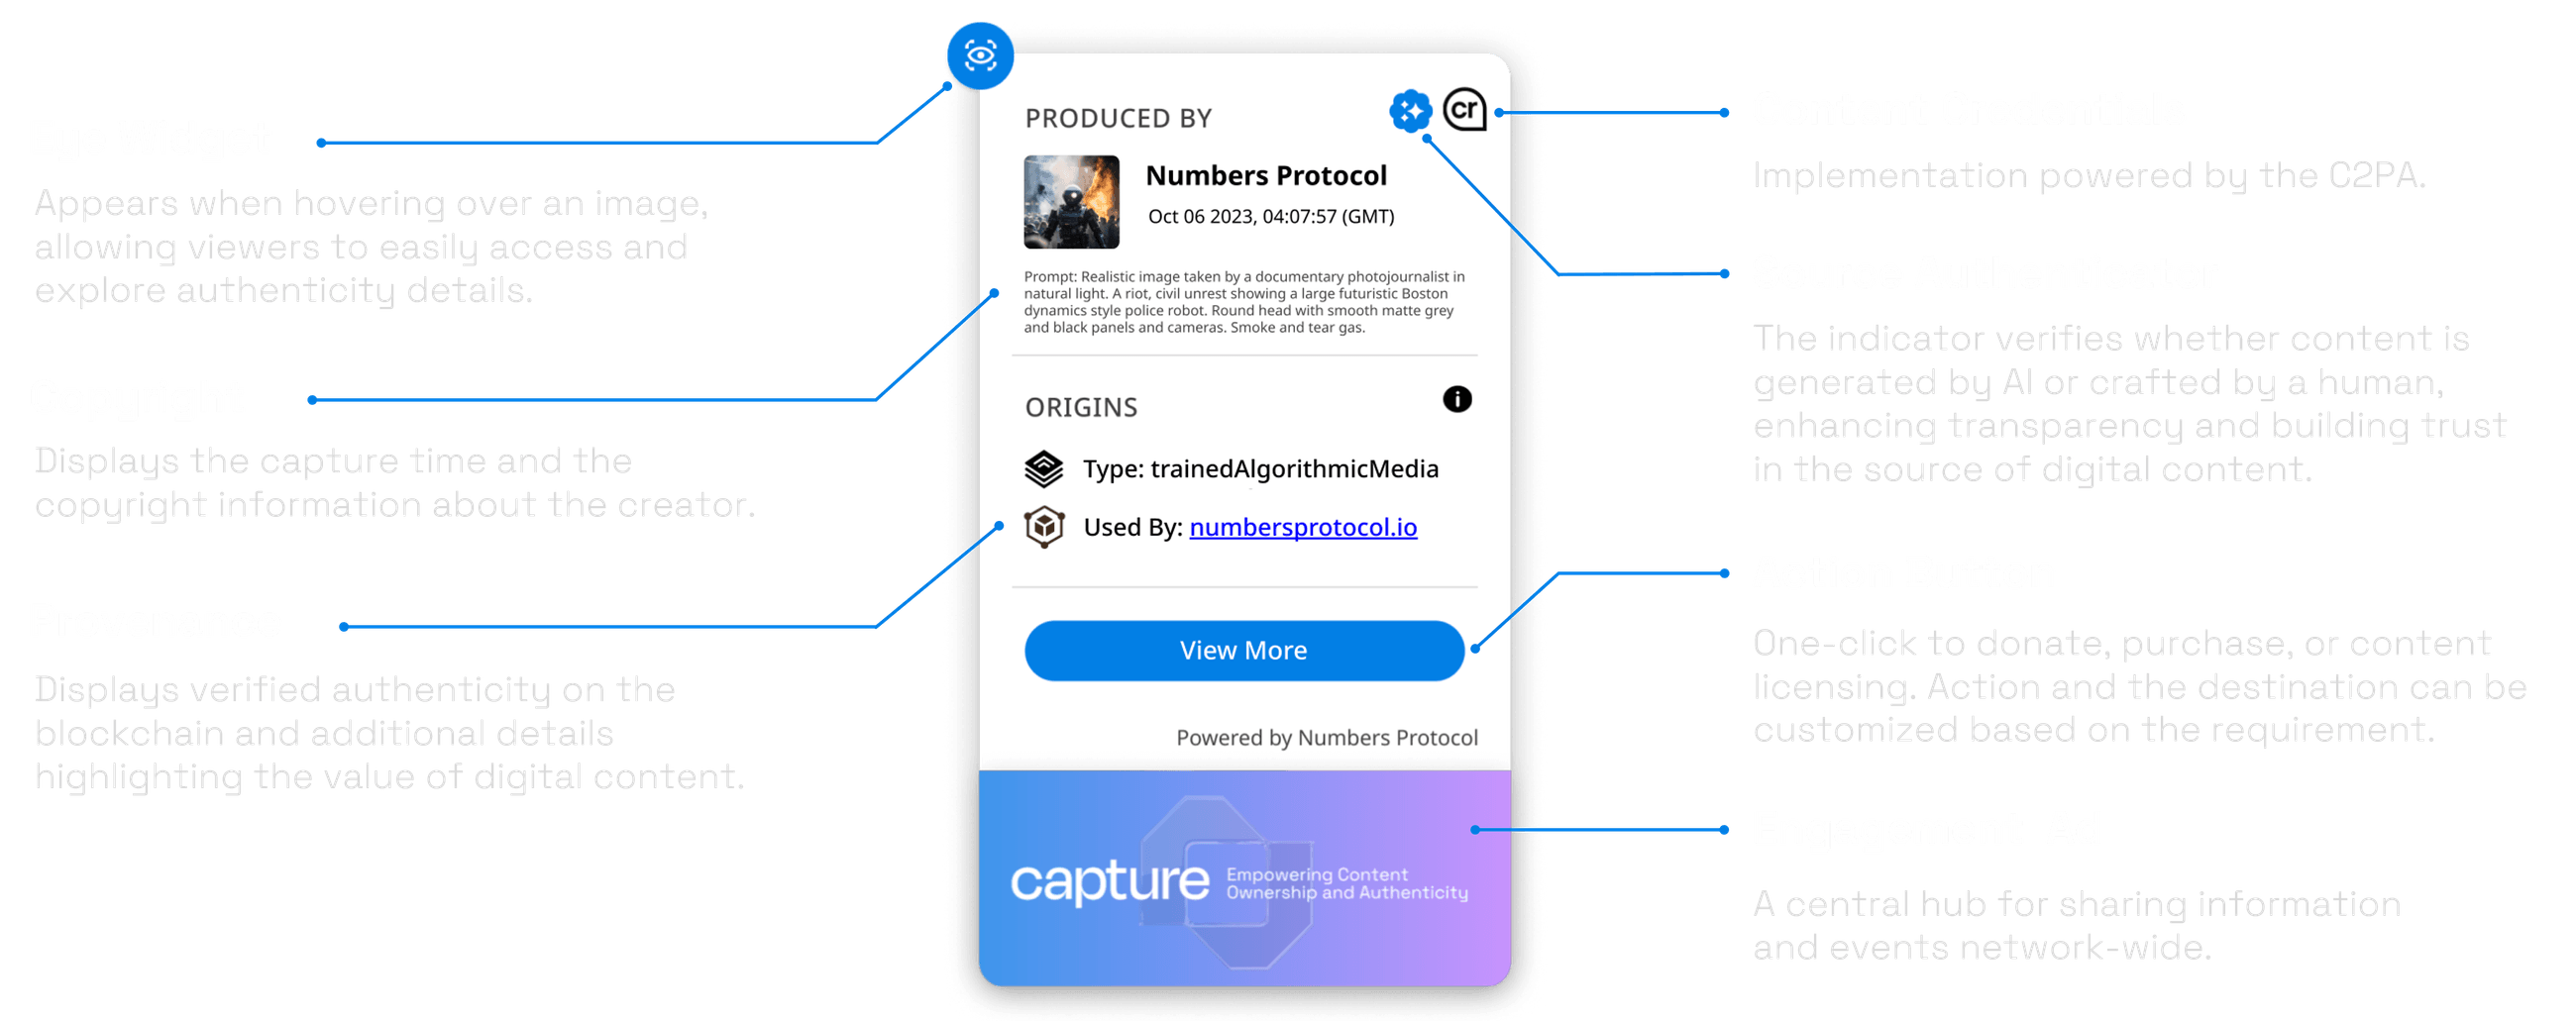 Appears when hovering over an image,
allowing viewers to easily access and
explore authenticity details.
Copyright
Displays the capture time and the
copyright information about the creator.
Displays verified authenticity on the
blockchain and additional details
highlighting the value of digital content.
PRODUCED BY
cr
Numbers Protocol
Oct 06 2023, 04:07:57 (GMT)
Prompt: Realistic image taken by a documentary photojournalist in
natural light. A riot, civil unrest showing a large futuristic Boston
dynamics style police robot. Round head with smooth matte grey
and black panels and cameras. Smoke and tear gas.
ORIGINS
i
Type: trainedAlgorithmicMedia
Used By: numbersprotocol.io
View More
Powered by Numbers Protocol
capture
Empowering Content
Ownership and Authenticity
Implementation powered by the C2PA.
The indicator verifies whether content is
generated by AI or crafted by a human,
enhancing transparency and building trust
in the source of digital content.
One-click to donate, purchase, or content
licensing. Action and the destination can be
customized based on the requirement.
A central hub for sharing information
and events network-wide.